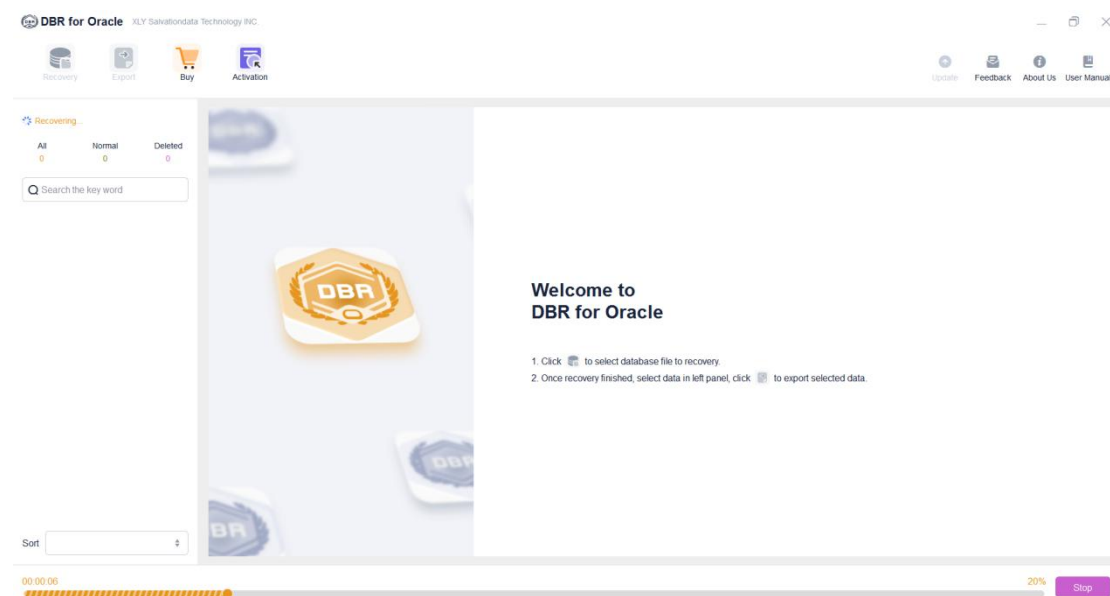 DBR for Oracle XLY Salvationdata Technology INC.
Recovery Export Buy Activation
Update Feedback About Us User Manual
Recovering...
All Normal Deleted
0 0 0
Search the key word
DBR
Welcome to
DBR for Oracle
1. Click to select database file to recovery.
2. Once recovery finished, select data in left panel, click to export selected data.
DBR
BR
Sort
00:00:06 20% Stop